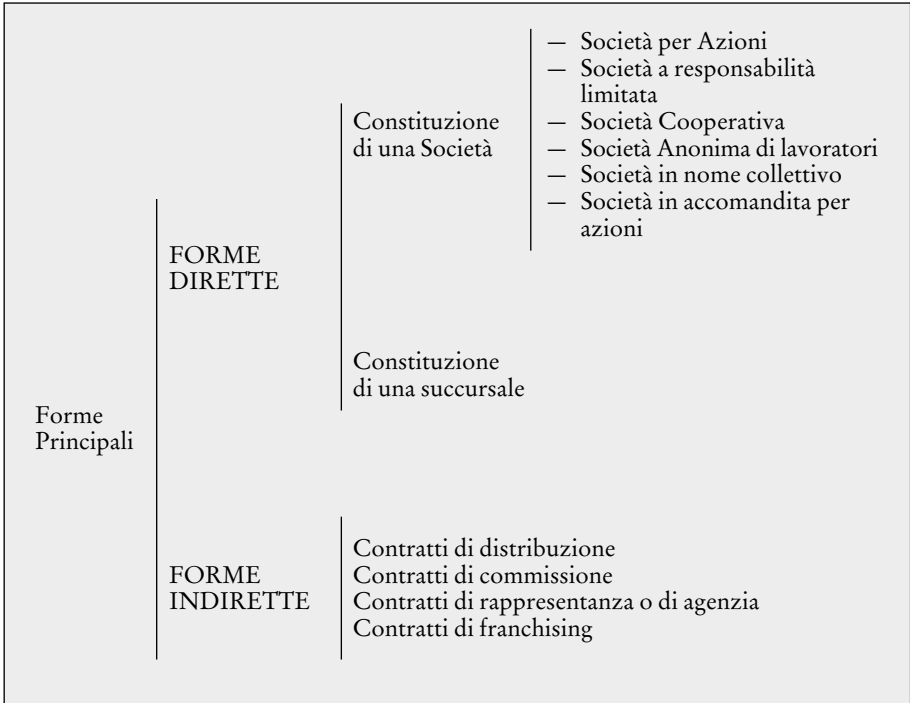 Forme
Principali
FORME
DIRETTE
Constituzione
di una Società
— Società per Azioni
— Società a responsabilità
limitata
— Società Cooperativa
— Società Anonima di lavoratori
— Società in nome collettivo
— Società in accomandita per
azioni
Constituzione
di una succursale
FORME
INDIRETTE
Contratti di distribuzione
Contratti di commissione
Contratti di rappresentanza o di agenzia
Contratti di franchising